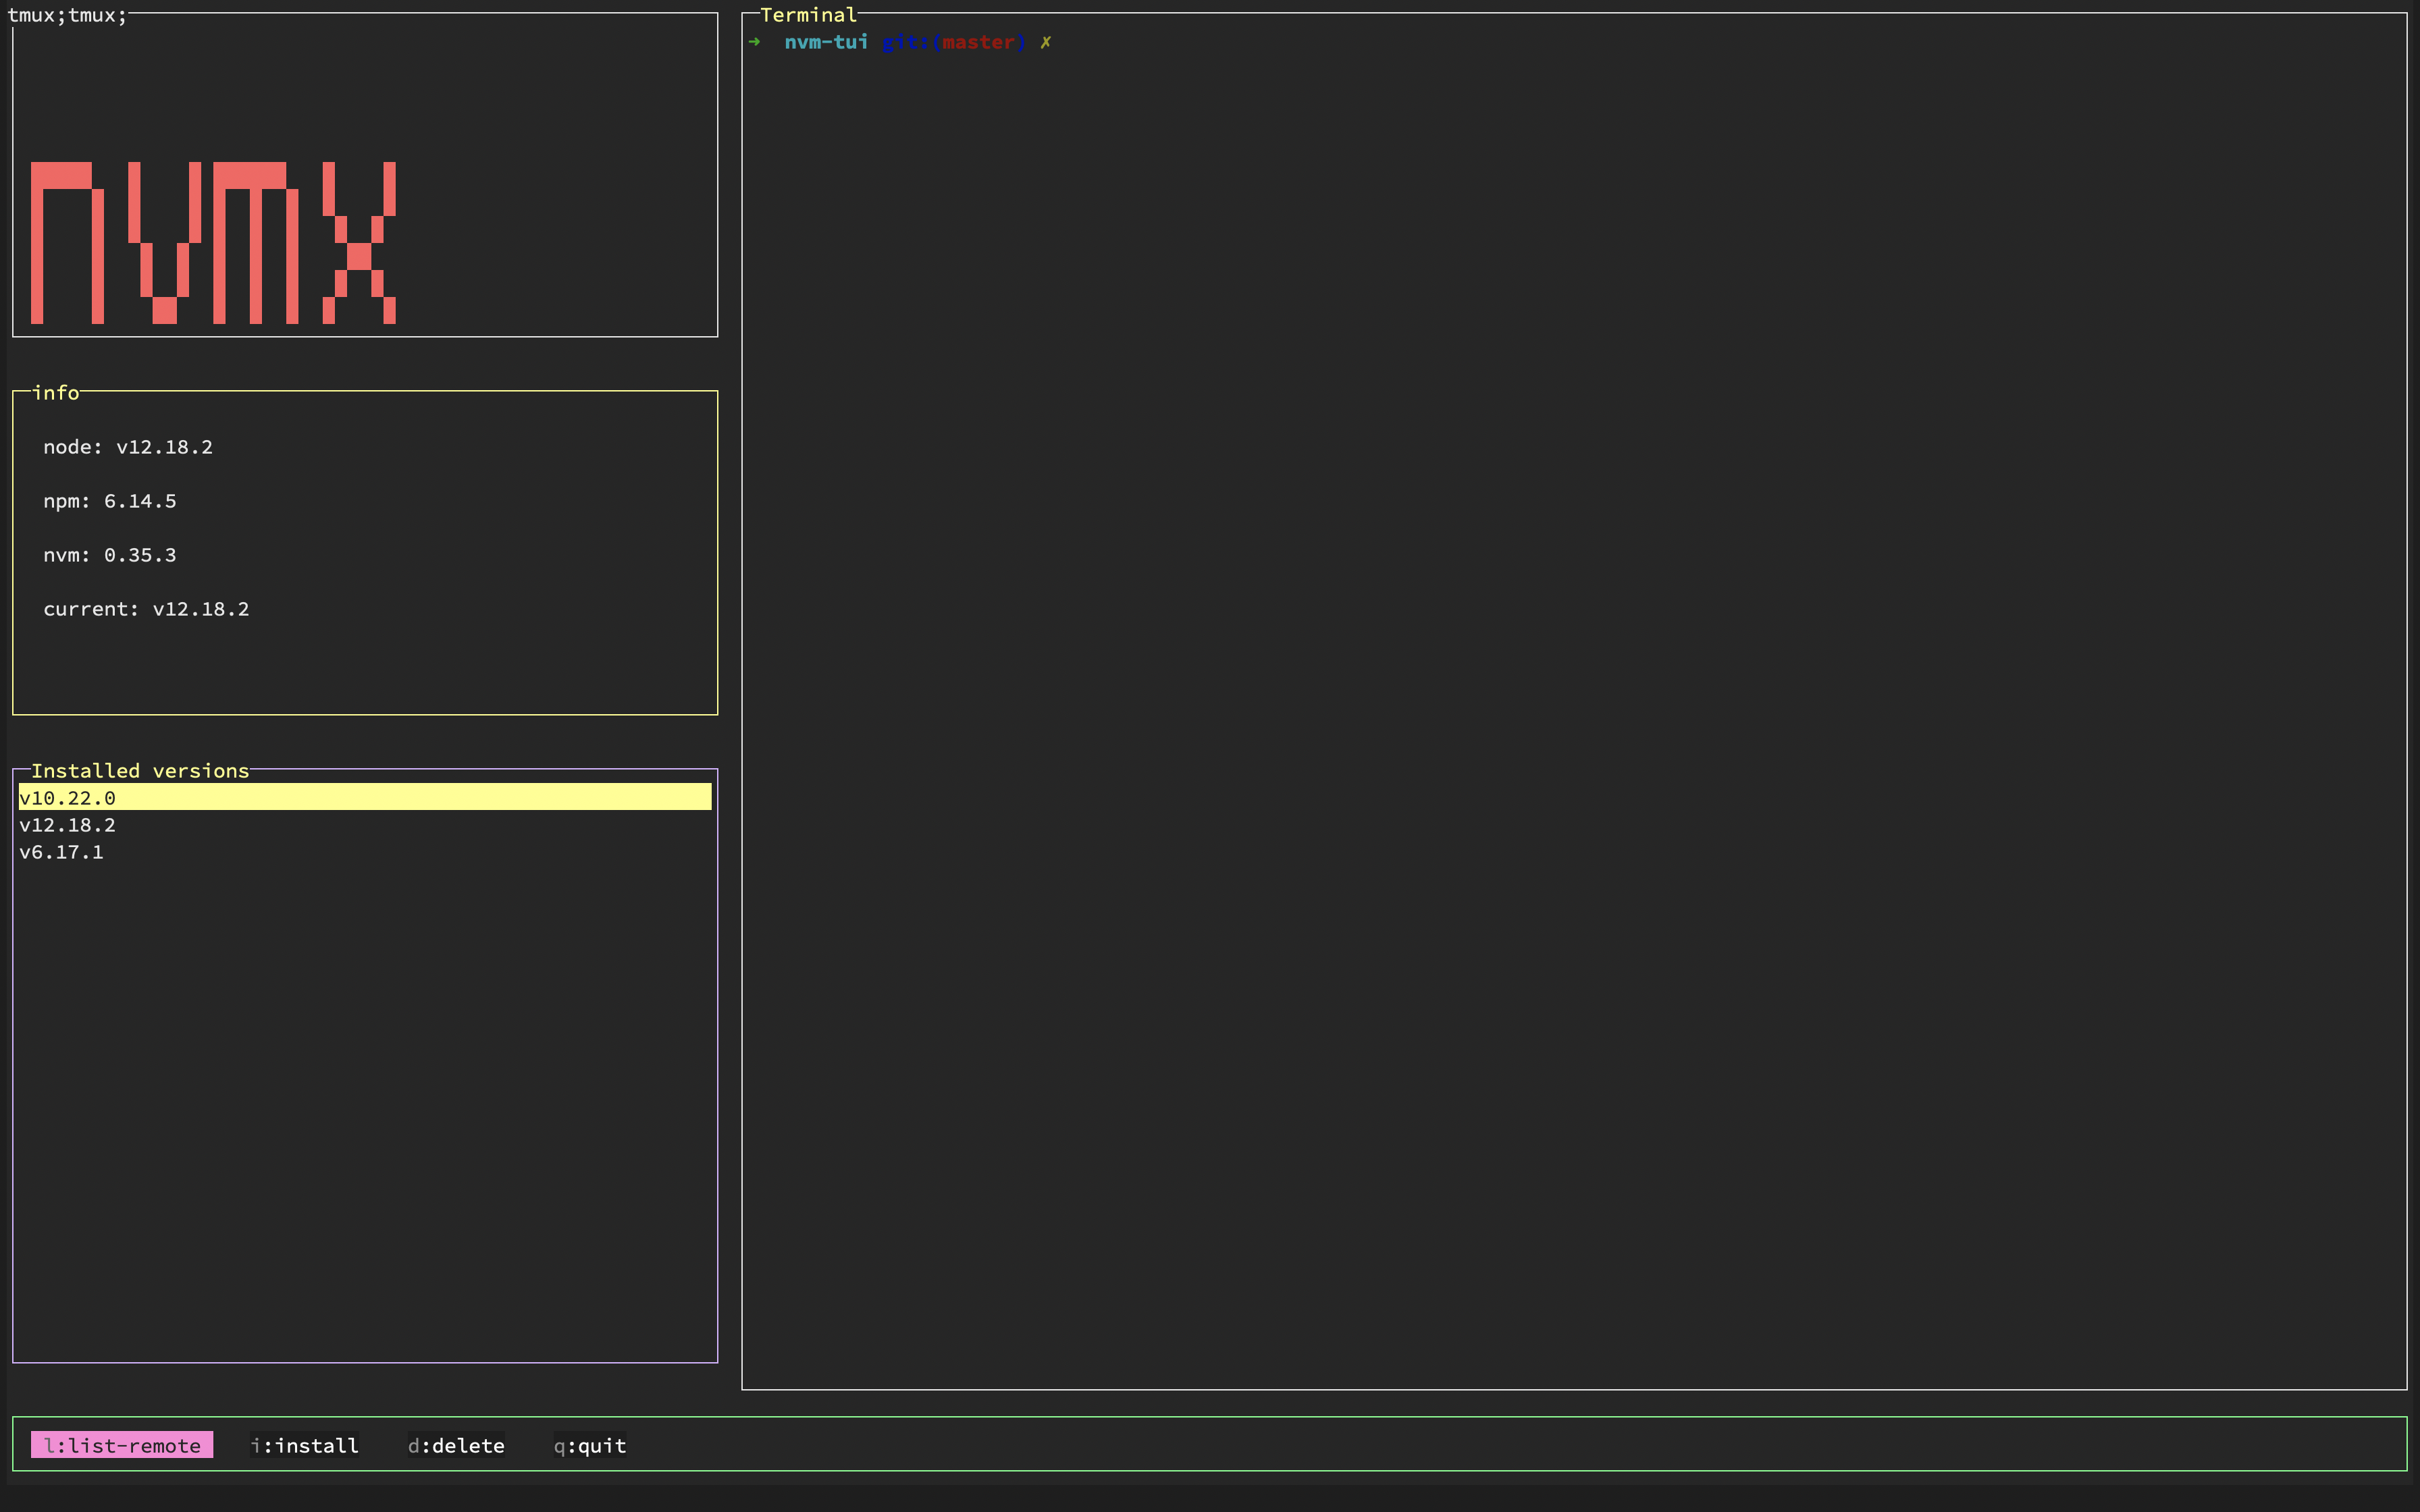 tmux;tmux;
nvmx
info
node: v12.18.2
npm: 6.14.5
nvm: 0.35.3
current: v12.18.2
Installed versions
v10.22.0
v12.18.2
v6.17.1
Terminal
➜  nvm-tui git:(master) ✗
l:list-remote i:install d:delete q:quit